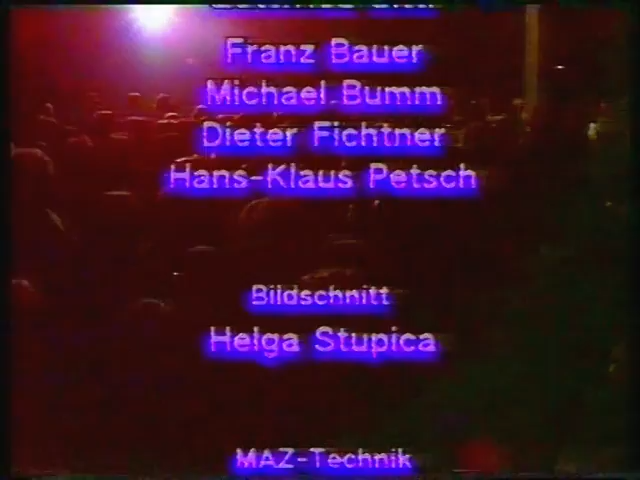 Franz Bauer
Michael Bumm
Dieter Fichtner
Hans-Klaus Petsch
Bildschnitt
Helga Stupica
MAZ-Technik